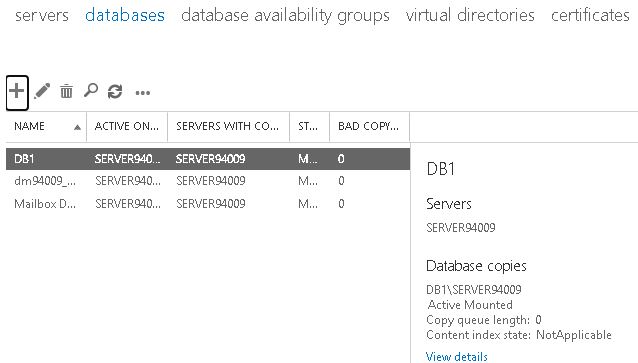 servers databases database availability groups virtual directories certificates
NAME ACTIVE ON... SERVERS WITH CO... ST... BAD COPY...
DB1 SERVER940... SERVER94009 M... 0
dm94009_... SERVER940... SERVER94009 M... 0
Mailbox D... SERVER940... SERVER94009 M... 0
DB1
Servers
SERVER94009
Database copies
DB1\SERVER94009
Active Mounted
Copy queue length: 0
Content index state: NotApplicable
View details